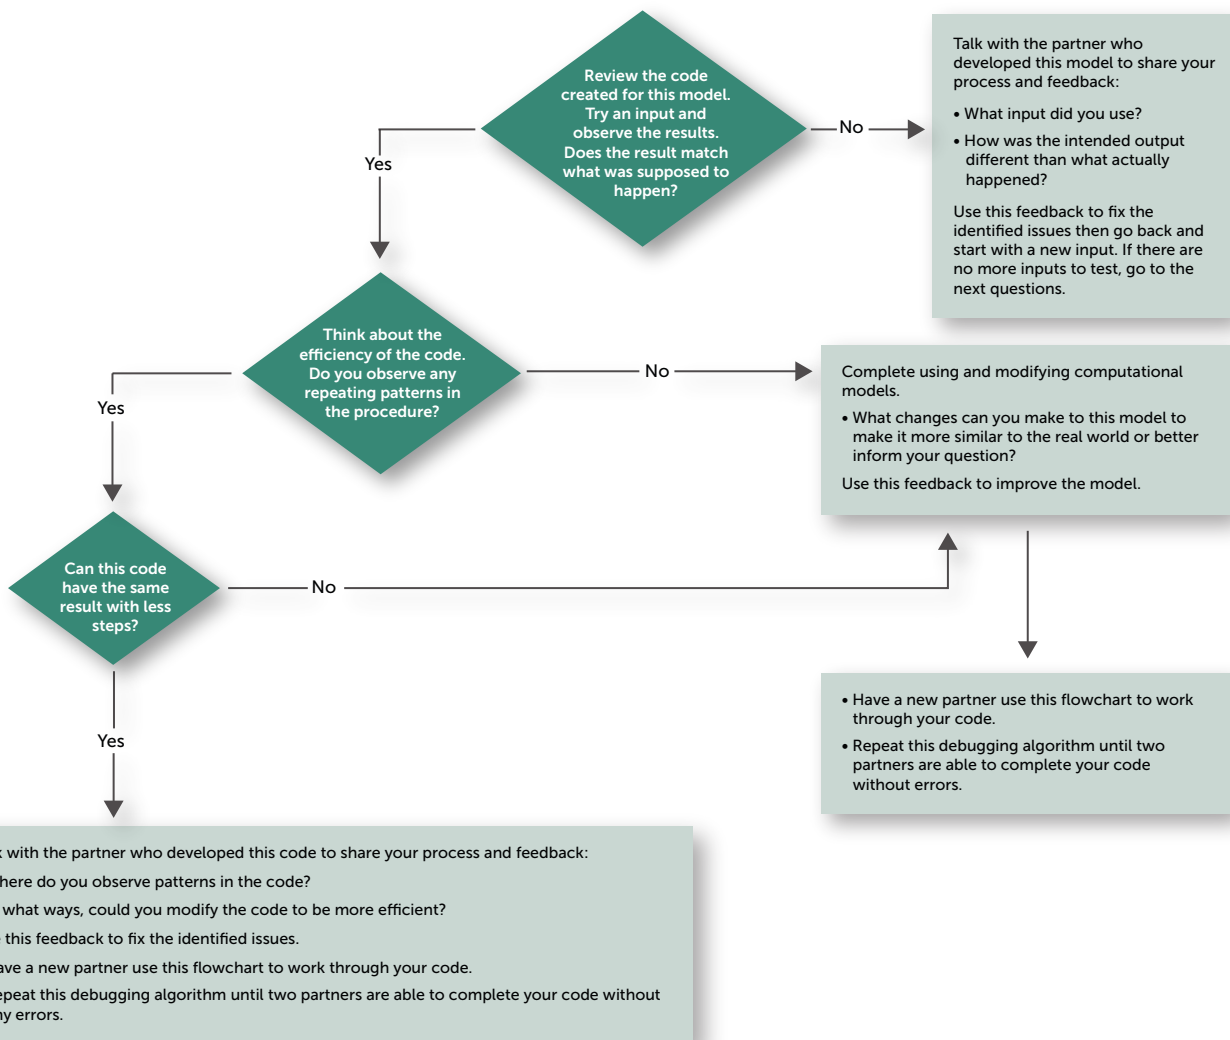 Review the code
created for this model.
Try an input and
observe the results.
Does the result match
what was supposed to
happen?
No
Talk with the partner who
developed this model to share your
process and feedback:
• What input did you use?
• How was the intended output
different than what actually
happened?
Use this feedback to fix the
identified issues then go back and
start with a new input. If there are
no more inputs to test, go to the
next questions.
Yes
Think about the
efficiency of the code.
Do you observe any
repeating patterns in
the procedure?
No
Complete using and modifying computational
models.
• What changes can you make to this model to
make it more similar to the real world or better
inform your question?
Use this feedback to improve the model.
Yes
Can this code
have the same
result with less
steps?
No
• Have a new partner use this flowchart to work
through your code.
• Repeat this debugging algorithm until two
partners are able to complete your code
without errors.
Yes
with the partner who developed this code to share your process and feedback:
here do you observe patterns in the code?
what ways, could you modify the code to be more efficient?
this feedback to fix the identified issues.
ave a new partner use this flowchart to work through your code.
epeat this debugging algorithm until two partners are able to complete your code without
ny errors.